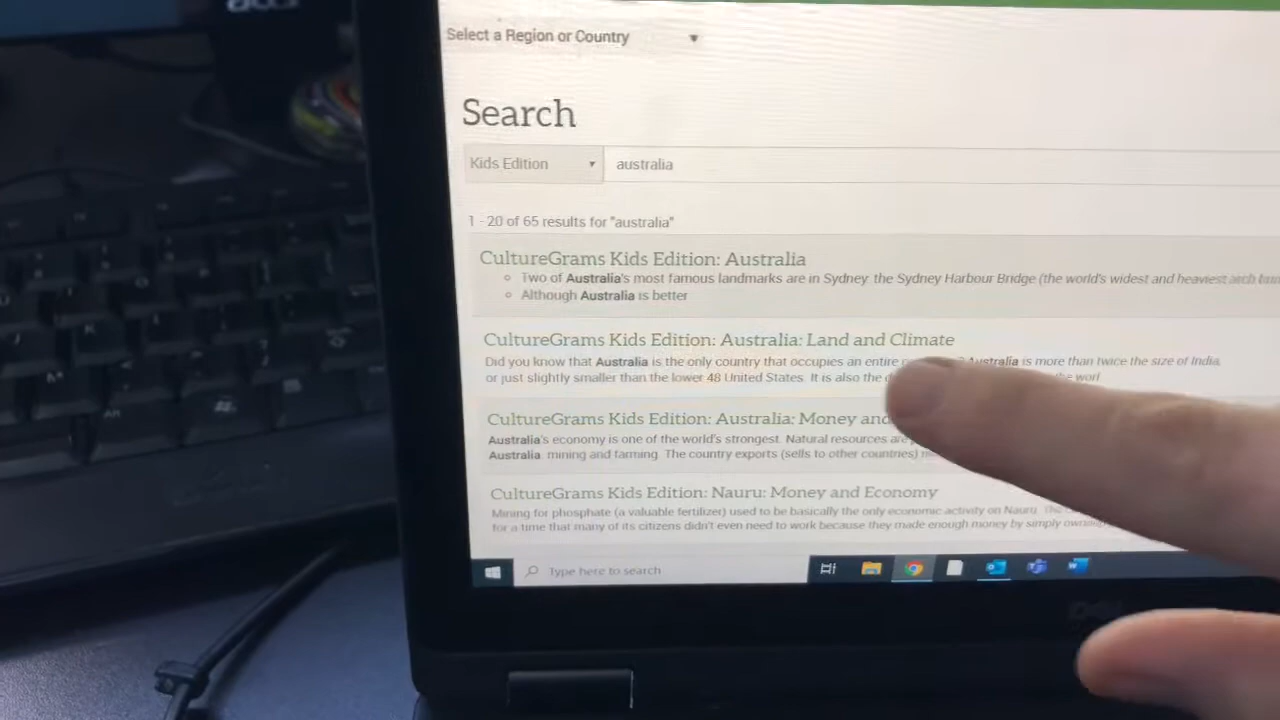 acer
Select a Region or Country
Search
Kids Edition
australia
1 - 20 of 65 results for "australia"
CultureGrams Kids Edition: Australia
Two of Australia's most famous landmarks are in Sydney the Sydney Harbour Bridge (the world's widest and heaviest arch
Although Australia is better
CultureGrams Kids Edition: Australia: Land and Climate
Did you know that Australia is the only country that occupies an entire Australia is more than twice the size of India,
or just slightly smaller than the lower 48 United States. It is also the the worl
CultureGrams Kids Edition: Australia: Money and
Australia's economy is one of the world's strongest. Natural resources are
Australia. mining and farming. The country exports (sells to other countries)
CultureGrams Kids Edition: Nauru: Money and Economy
Mining for phosphate (a valuable fertilizer) used to be basically the only economic activity on Nauru. The
for a time that many of its citizens didn't even need to work because they made enough money by simply owning
Type here to search
DELL